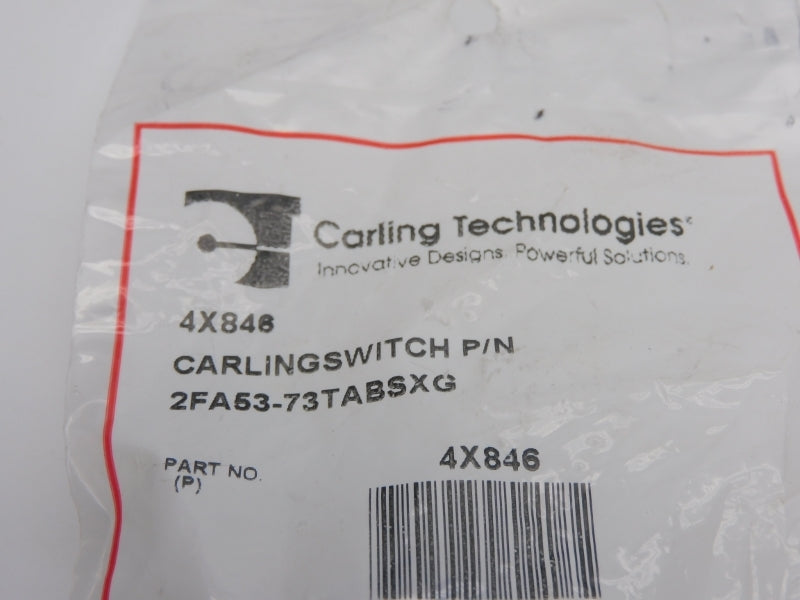 Carling Technologies®
Innovative Designs. Powerful Solutions.
4X846
CARLINGSWITCH P/N
2FA53-73TABSXG
PART NO.
(P)
4X846